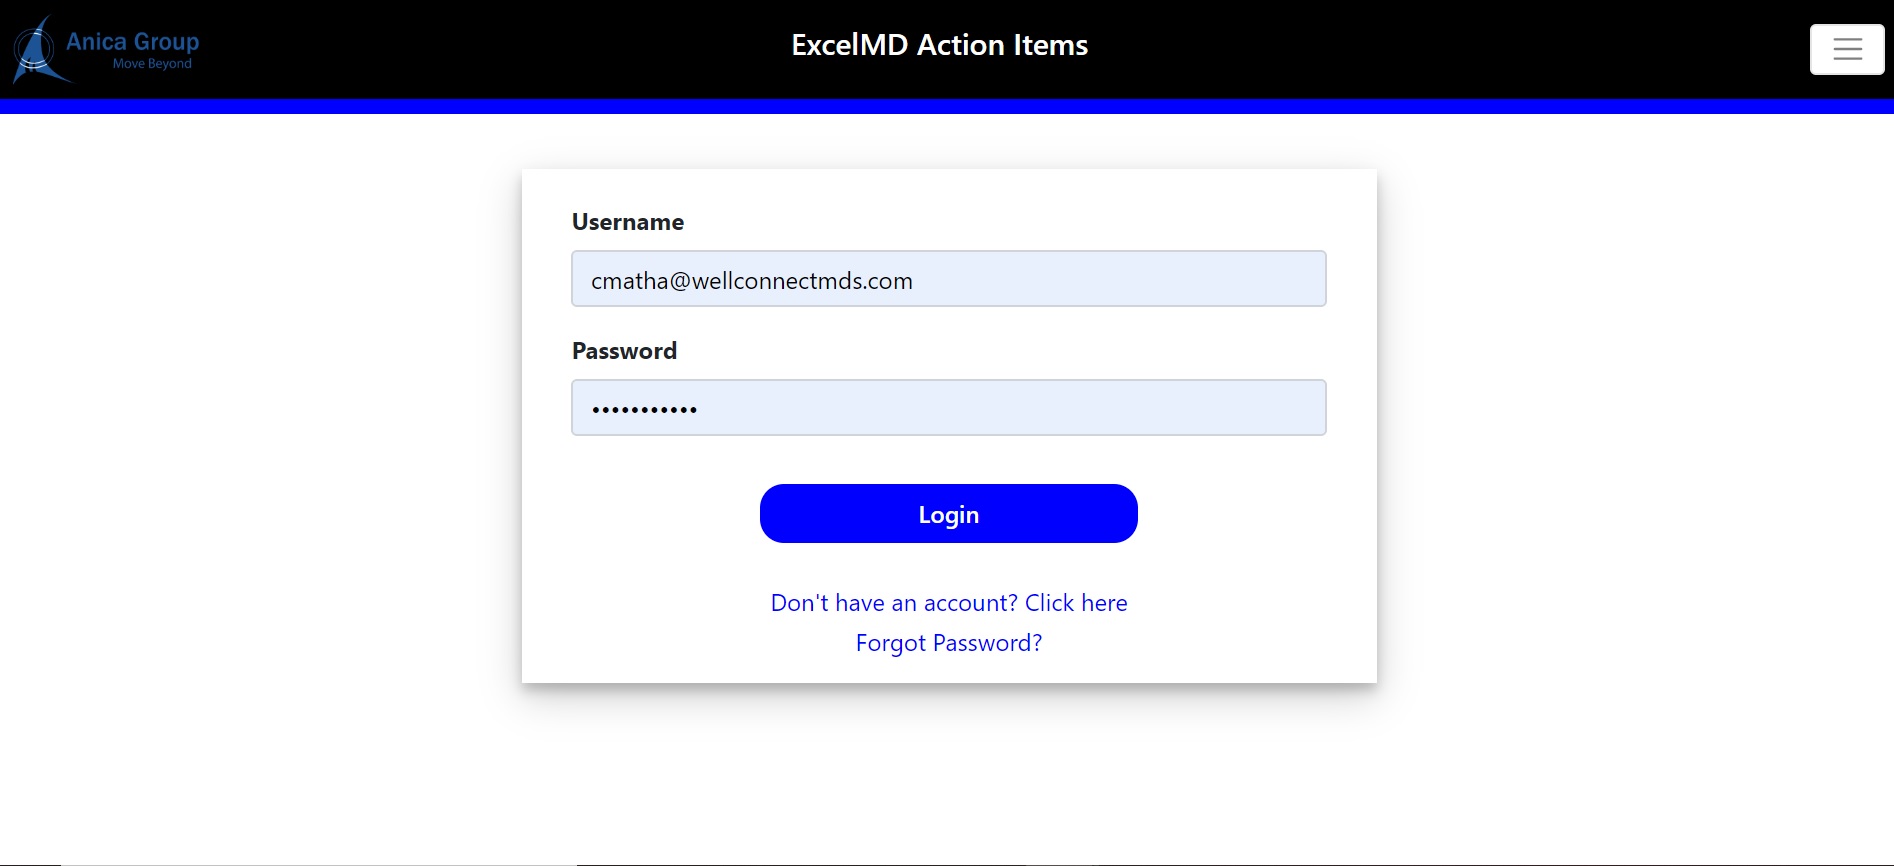 Anica Group
Move Beyond
ExcelMD Action Items
Username
cmatha@wellconnectmds.com
Password
•••••••••••
Login
Don't have an account? Click here
Forgot Password?